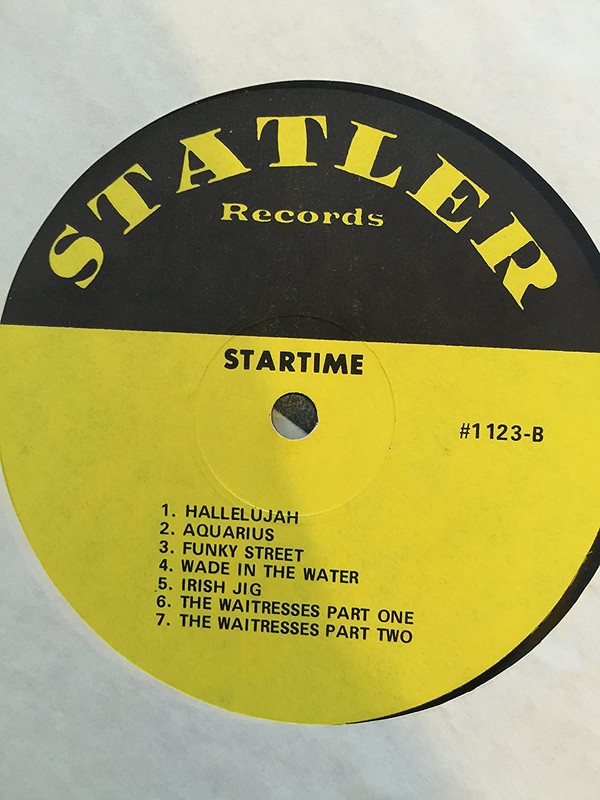 STATLER
Records
STARTIME
#1123-B
1. HALLELUJAH
2. AQUARIUS
3. FUNKY STREET
4. WADE IN THE WATER
5. IRISH JIG
6. THE WAITRESSES PART ONE
7. THE WAITRESSES PART TWO